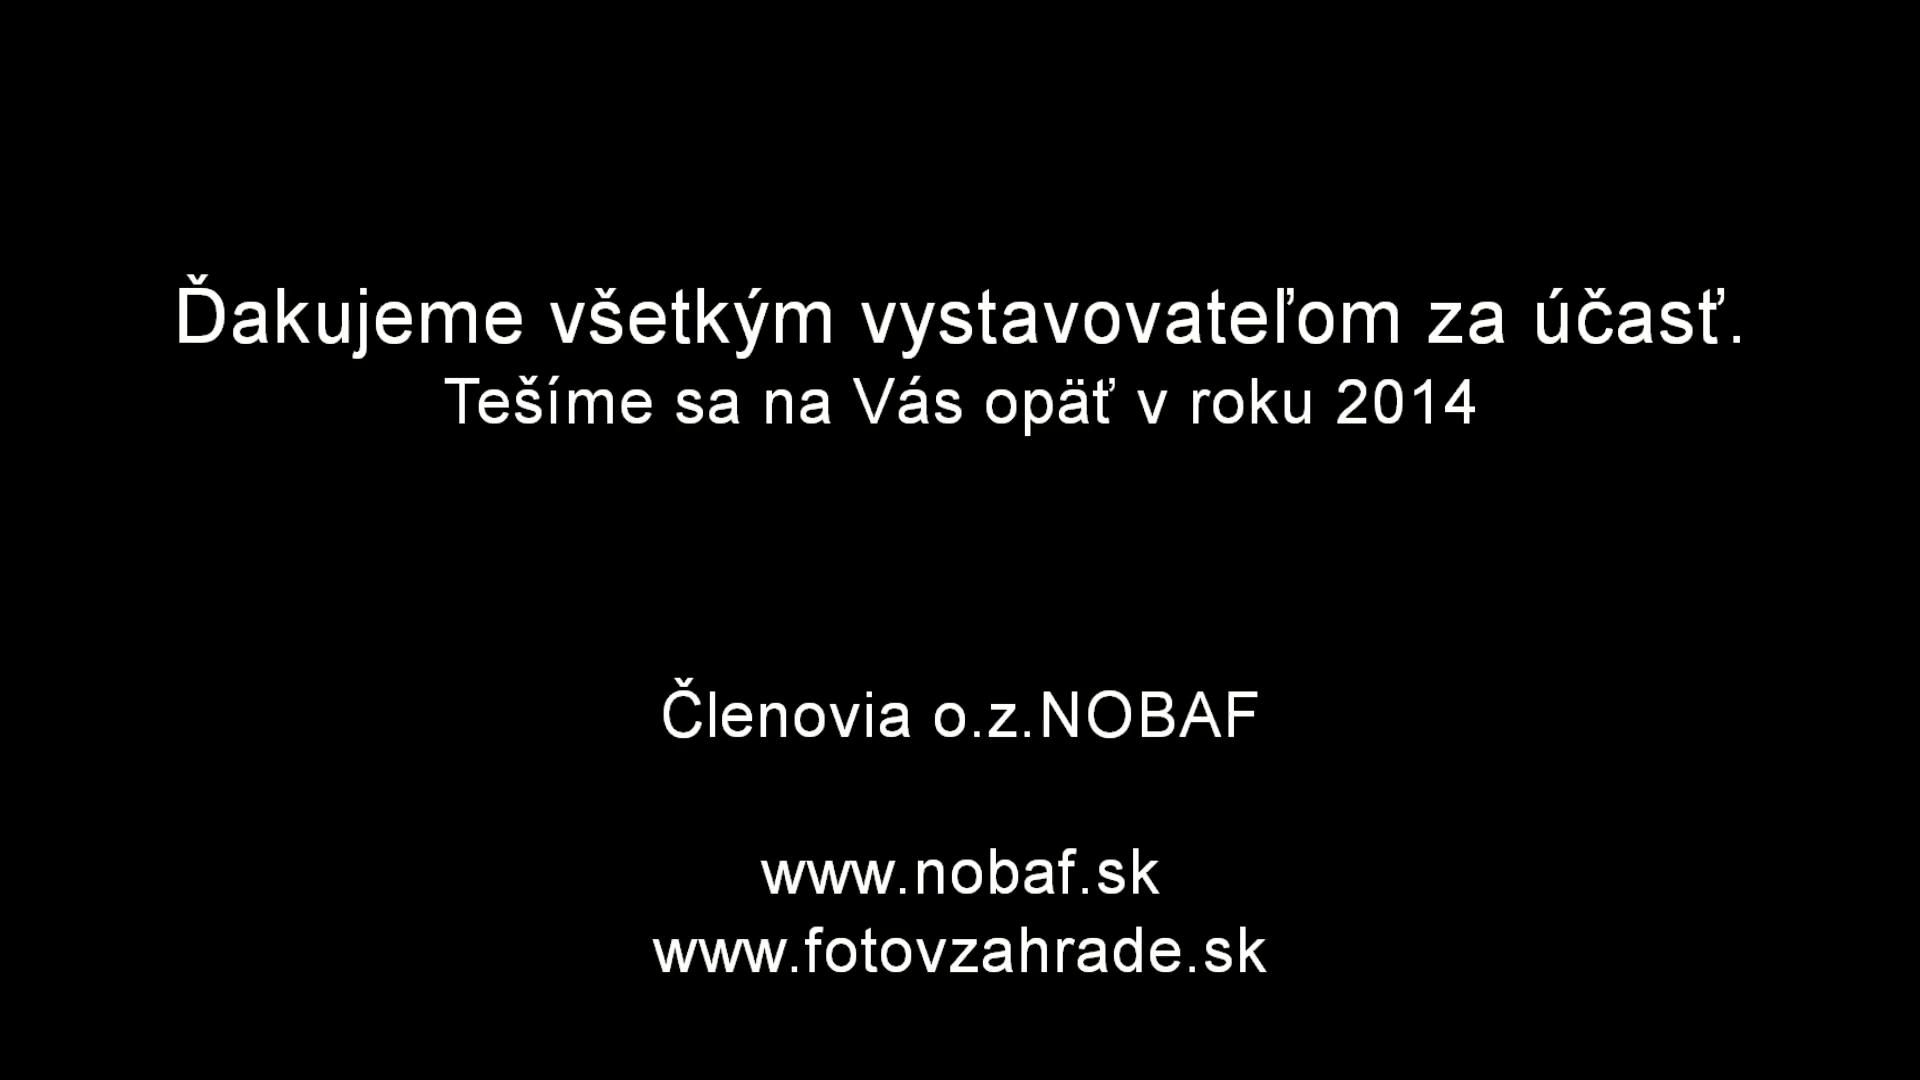 Ďakujeme všetkým vystavovateľom za účasť.
Tešíme sa na Vás opäť v roku 2014
Členovia o.z.NOBAF
www.nobaf.sk
www.fotovzahrade.sk